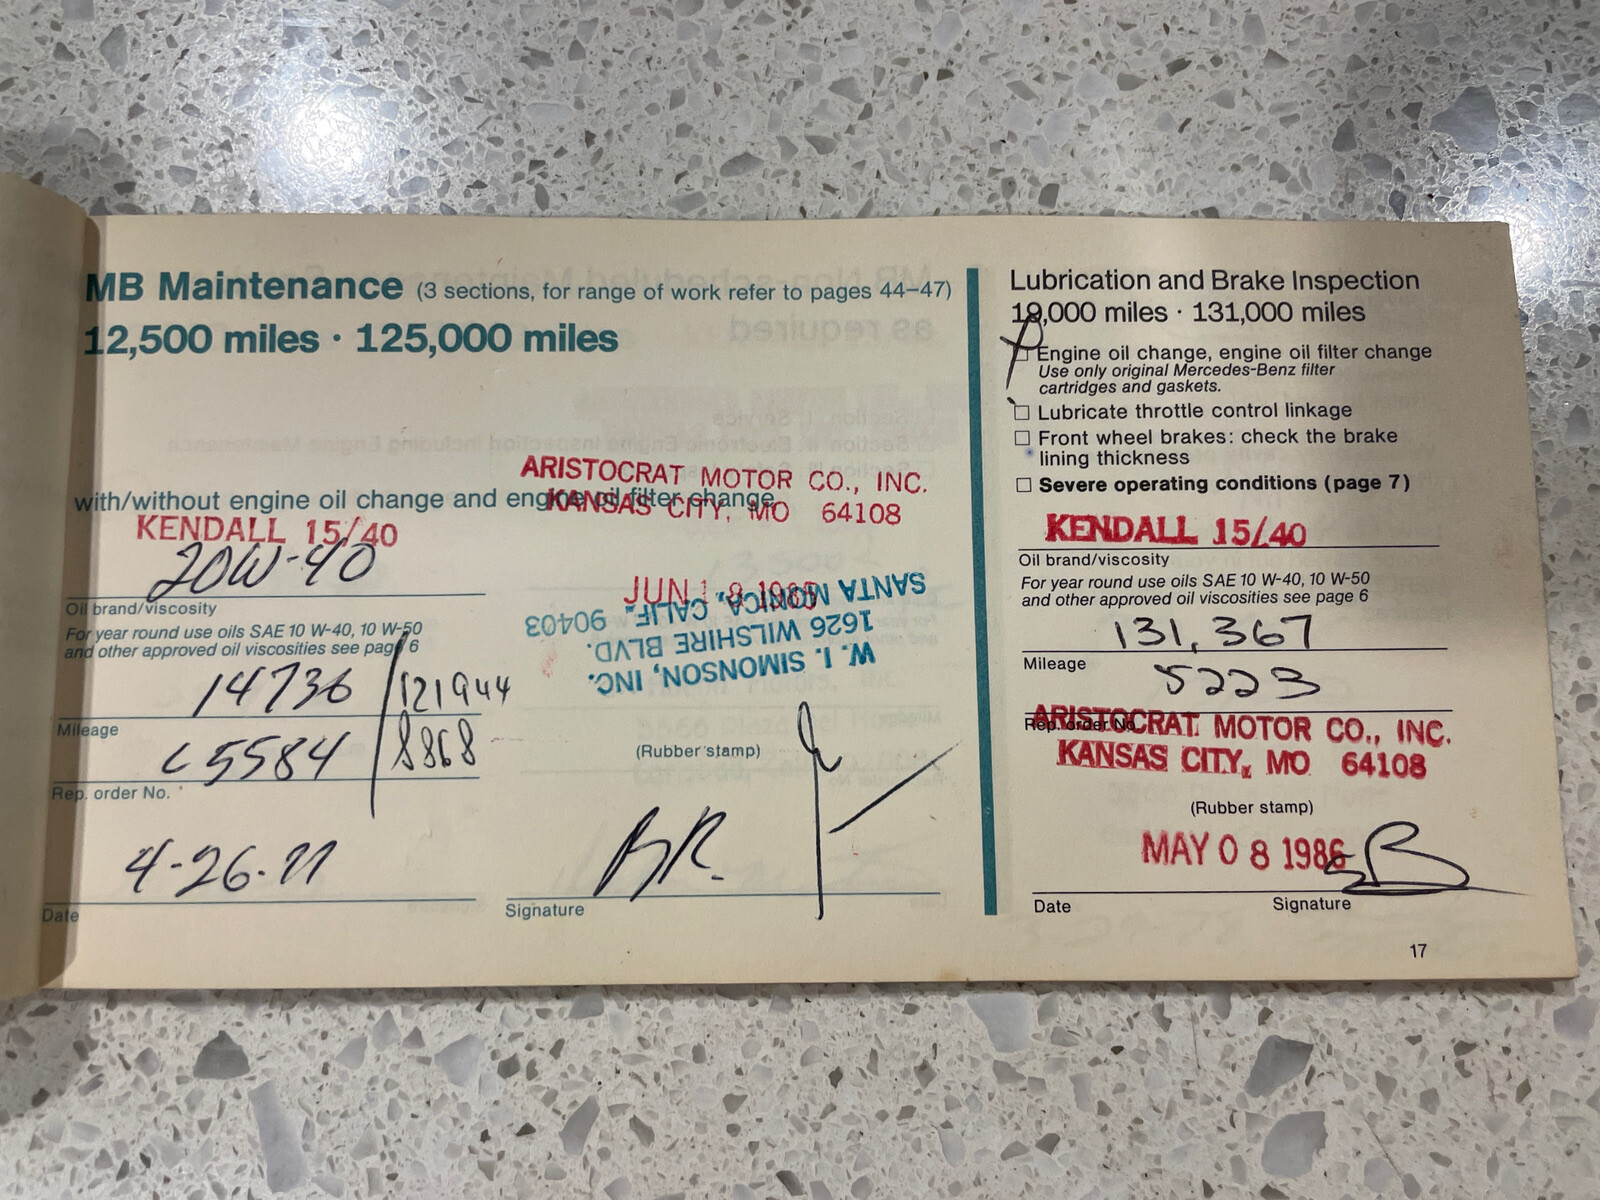 MB Maintenance (3 sections, for range of work refer to pages 44–47)
12,500 miles · 125,000 miles
ARISTOCRAT MOTOR CO., INC.
with/without engine oil change and engine oil filter change
KANSAS CITY, MO 64108
KENDALL 15/40
20W-40
Oil brand/viscosity
For year round use oils SAE 10 W-40, 10 W-50
and other approved oil viscosities see page 6
JUN 1 8 1985
W. I. SIMONSON, INC.
1626 WILSHIRE BLVD.
SANTA MONICA, CALIF. 90403
14736 / 121944
Mileage
C5584 / 8868
Rep. order No.
(Rubber stamp)
4-26-77
BR.
Date
Signature
Lubrication and Brake Inspection
19,000 miles · 131,000 miles
Engine oil change, engine oil filter change
Use only original Mercedes-Benz filter
cartridges and gaskets.
Lubricate throttle control linkage
Front wheel brakes: check the brake
lining thickness
Severe operating conditions (page 7)
KENDALL 15/40
Oil brand/viscosity
For year round use oils SAE 10 W-40, 10 W-50
and other approved oil viscosities see page 6
131,367
Mileage
5223
Rep. order No.
ARISTOCRAT MOTOR CO., INC.
KANSAS CITY, MO 64108
(Rubber stamp)
MAY 08 1986
Date
Signature
17